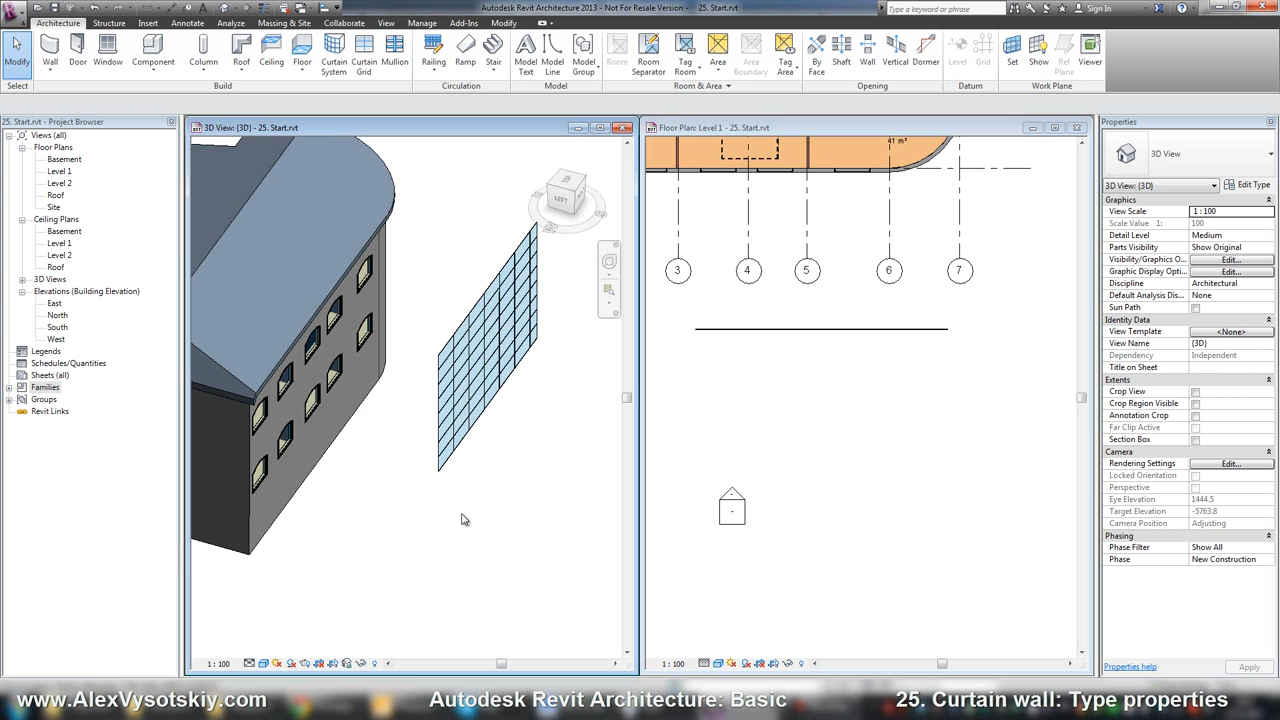 Autodesk Revit Architecture 2013 - Not For Resale Version - 25. Start.rvt
Type a keyword or phrase
Sign In
Architecture Structure Insert Annotate Analyze Massing & Site Collaborate View Manage Add-Ins Modify
Modify
Wall
Door
Window
Component
Column
Roof
Ceiling
Floor
Curtain System
Curtain Grid
Mullion
Railing
Ramp
Stair
Model Text
Model Line
Model Group
Room
Room Separator
Tag Room
Area
Area Boundary
Tag Area
By Face
Shaft
Wall
Vertical
Dormer
Level
Grid
Set
Show
Ref Plane
Viewer
Select
Build
Circulation
Model
Room & Area
Opening
Datum
Work Plane
25. Start.rvt - Project Browser
Views (all)
Floor Plans
Basement
Level 1
Level 2
Roof
Site
Ceiling Plans
Basement
Level 1
Level 2
Roof
3D Views
Elevations (Building Elevation)
East
North
South
West
Legends
Schedules/Quantities
Sheets (all)
Families
Groups
Revit Links
3D View: {3D} - 25. Start.rvt
LEFT
1 : 100
Floor Plan: Level 1 - 25. Start.rvt
41 m²
3
4
5
6
7
1 : 100
Properties
3D View
3D View: {3D}
Edit Type
Graphics
View Scale 1 : 100
Scale Value 1: 100
Detail Level Medium
Parts Visibility Show Original
Visibility/Graphics O... Edit...
Graphic Display Opti... Edit...
Discipline Architectural
Default Analysis Dis... None
Sun Path
Identity Data
View Template <None>
View Name {3D}
Dependency Independent
Title on Sheet
Extents
Crop View
Crop Region Visible
Annotation Crop
Far Clip Active
Section Box
Camera
Rendering Settings Edit...
Locked Orientation
Perspective
Eye Elevation 1444.5
Target Elevation -5763.8
Camera Position Adjusting
Phasing
Phase Filter Show All
Phase New Construction
Properties help
Apply
www.AlexVysotskiy.com
Autodesk Revit Architecture: Basic
25. Curtain wall: Type properties